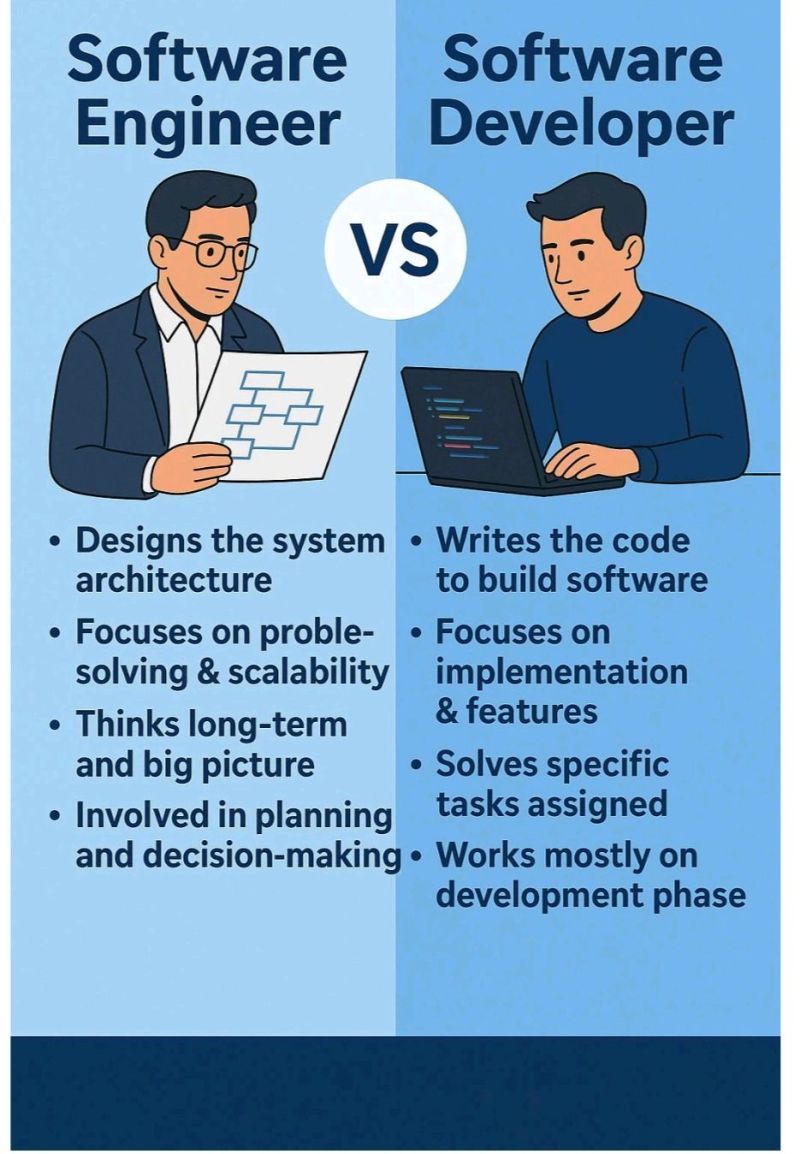 Software
Engineer
VS
Software
Developer
• Designs the system
architecture
• Focuses on proble-
solving & scalability
• Thinks long-term
and big picture
• Involved in planning
and decision-making
• Writes the code
to build software
• Focuses on
implementation
& features
• Solves specific
tasks assigned
• Works mostly on
development phase